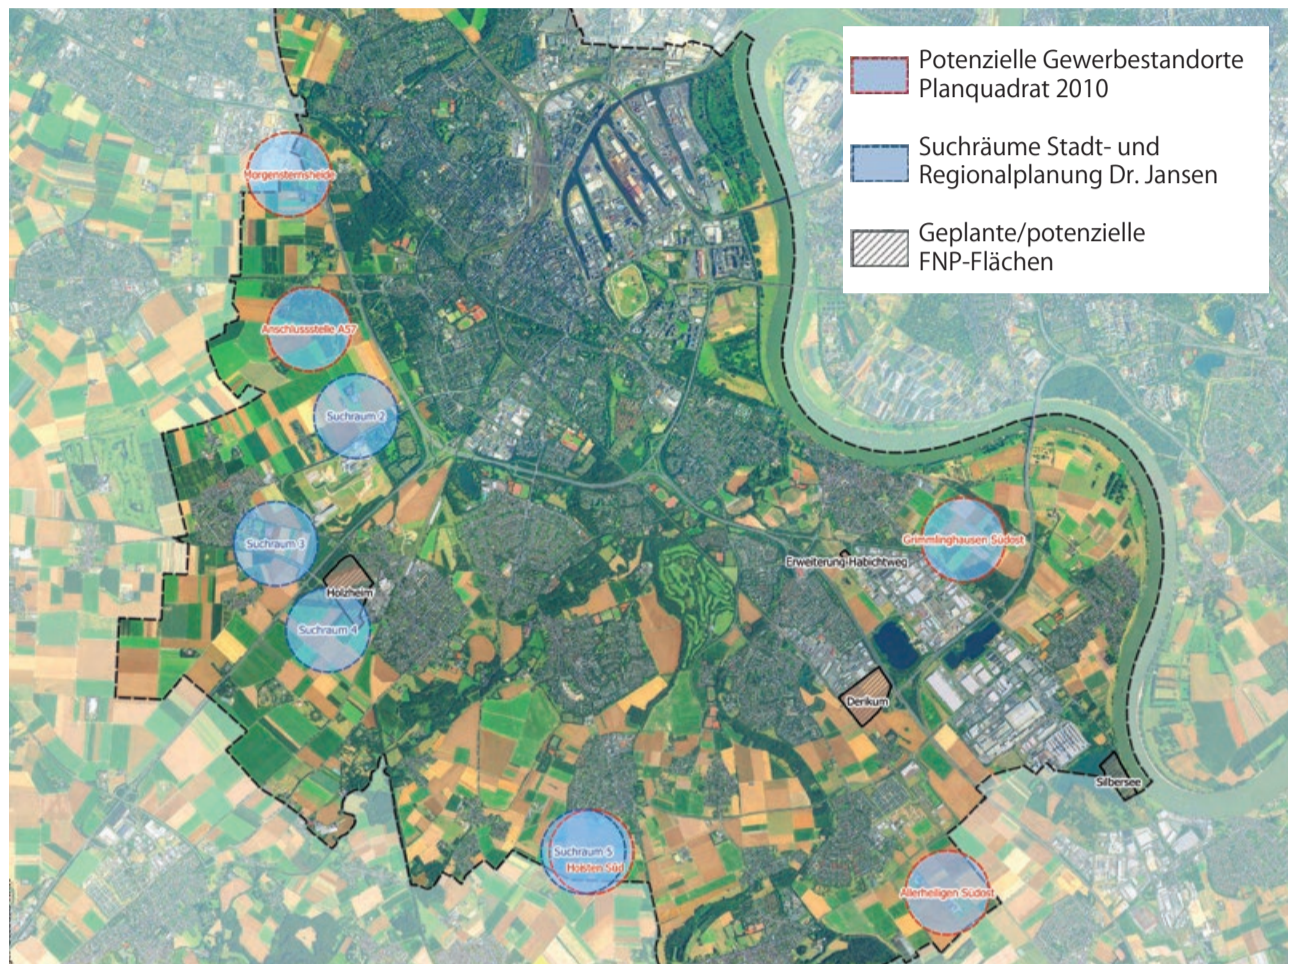 Potenzielle Gewerbestandorte
Planquadrat 2010
Suchräume Stadt- und
Regionalplanung Dr. Jansen
Geplante/potenzielle
FNP-Flächen
Morgensternsheide
Anschlussstelle A57
Suchraum 2
Suchraum 3
Holzheim
Suchraum 4
Grimmlinghausen Südost
Erweiterung Habichtweg
Derikum
Silbersee
Suchraum 5
Hoisten Süd
Allerheiligen Südost